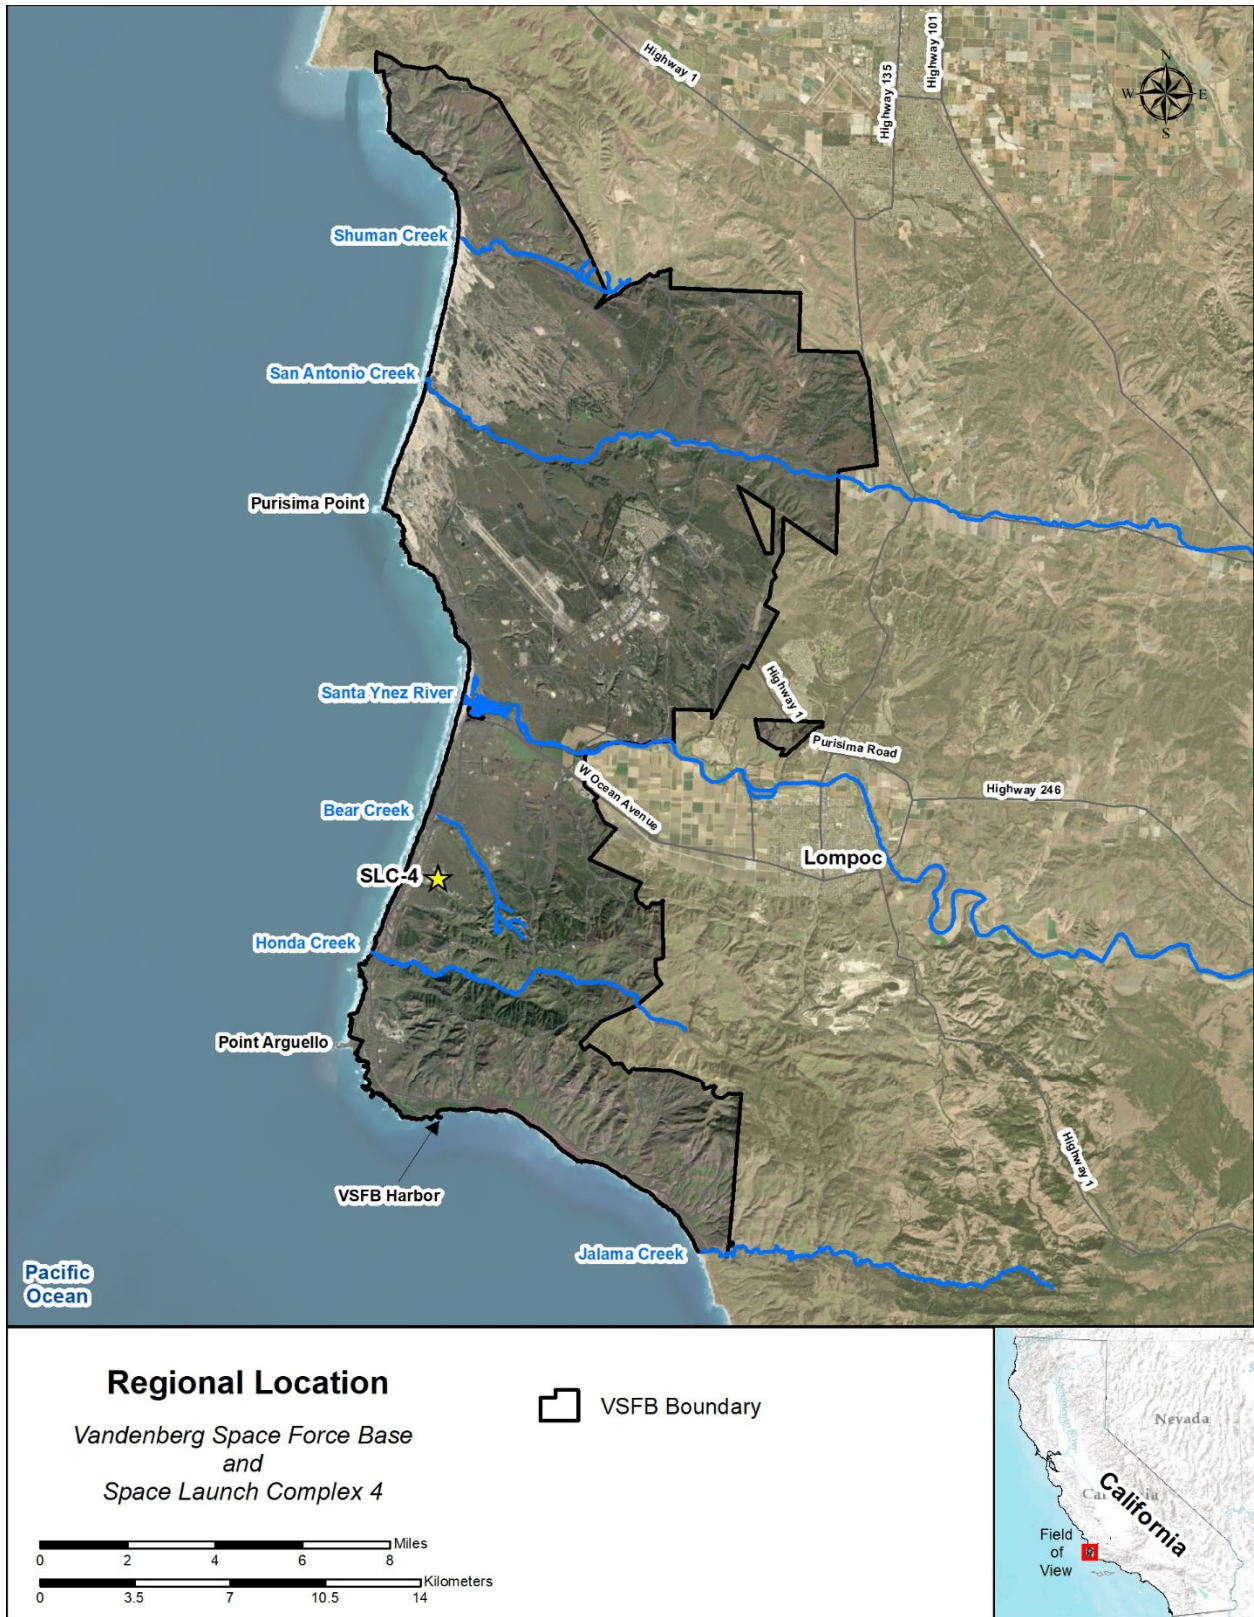 Highway 1
Highway 135
Highway 101
N
W
E
S
Shuman Creek
San Antonio Creek
Purisima Point
Santa Ynez River
Highway 1
Purisima Road
W Ocean Avenue
Highway 246
Bear Creek
Lompoc
SLC-4
Honda Creek
Point Arguello
Highway 1
VSFB Harbor
Jalama Creek
Pacific
Ocean
Regional Location
Vandenberg Space Force Base
and
Space Launch Complex 4
VSFB Boundary
Miles
0 2 4 6 8
Kilometers
0 3.5 7 10.5 14
Nevada
California
Field
of
View